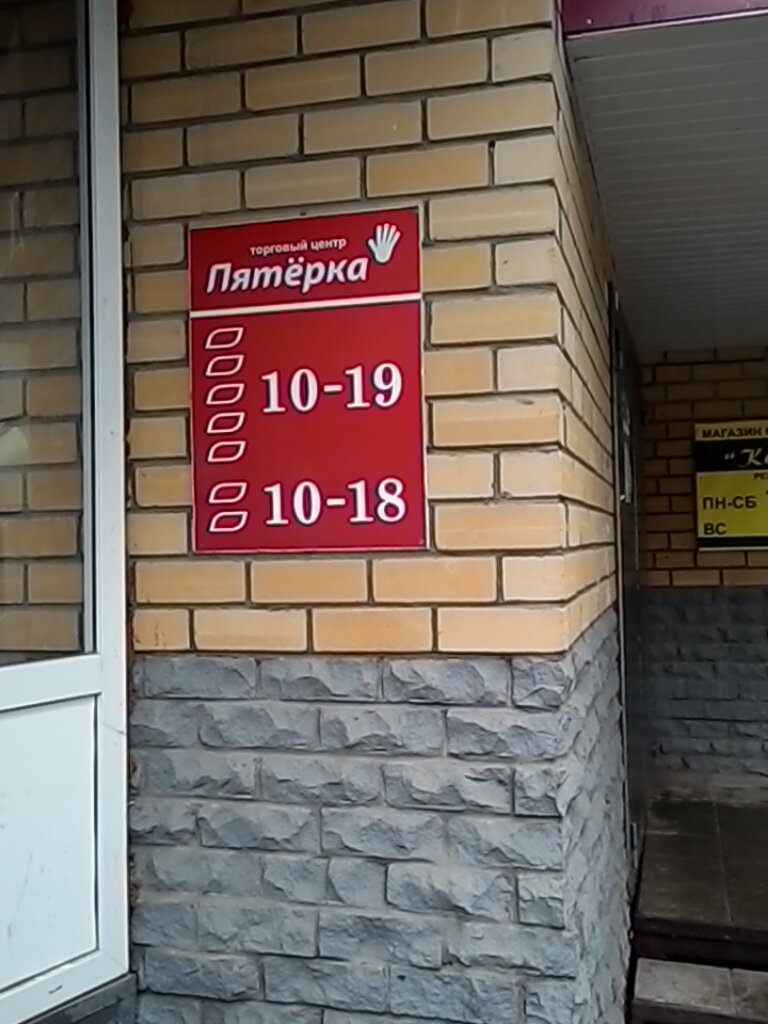 торговый центр
Пятёрка
10-19
10-18
МАГАЗИН
ПН-СБ
ВС